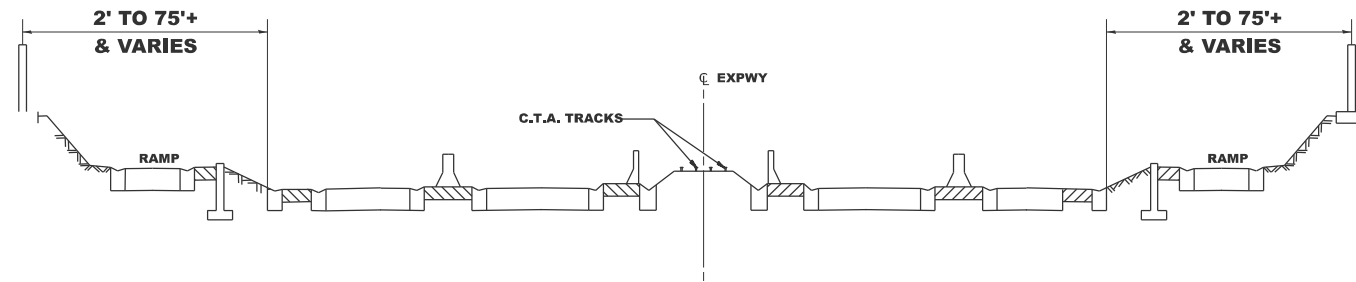 2' TO 75'+
& VARIES
2' TO 75'+
& VARIES
℄ EXPWY
C.T.A. TRACKS
RAMP
RAMP